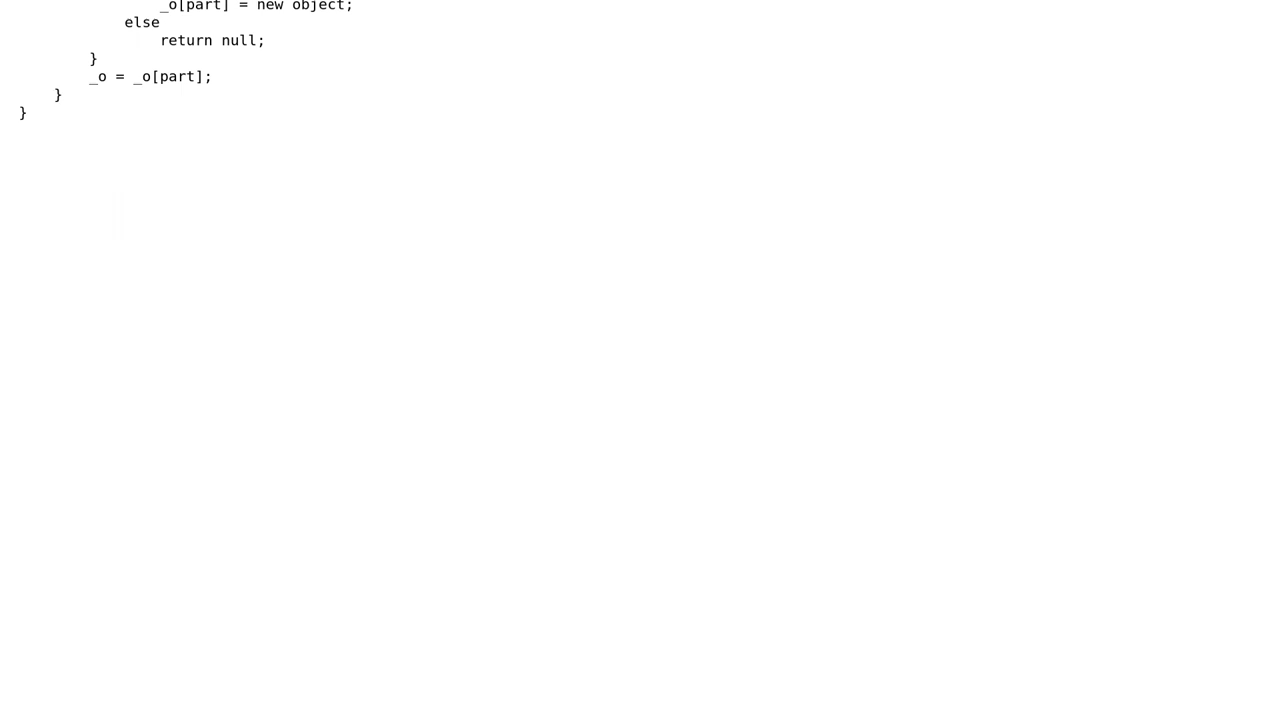 _o[part] = new object;
else
return null;
}
_o = _o[part];
}
}